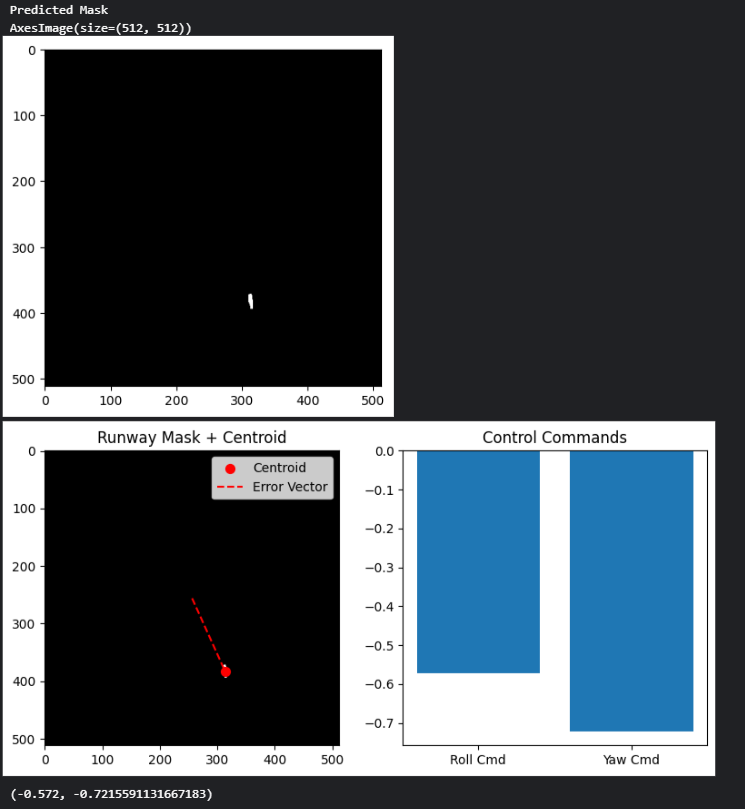 Predicted Mask
AxesImage(size=(512, 512))
0
100
200
300
400
500
0 100 200 300 400 500
Runway Mask + Centroid
0
100
200
300
400
500
Centroid
Error Vector
0 100 200 300 400 500
Control Commands
0.0
−0.1
−0.2
−0.3
−0.4
−0.5
−0.6
−0.7
Roll Cmd Yaw Cmd
(-0.572, -0.7215591131667183)